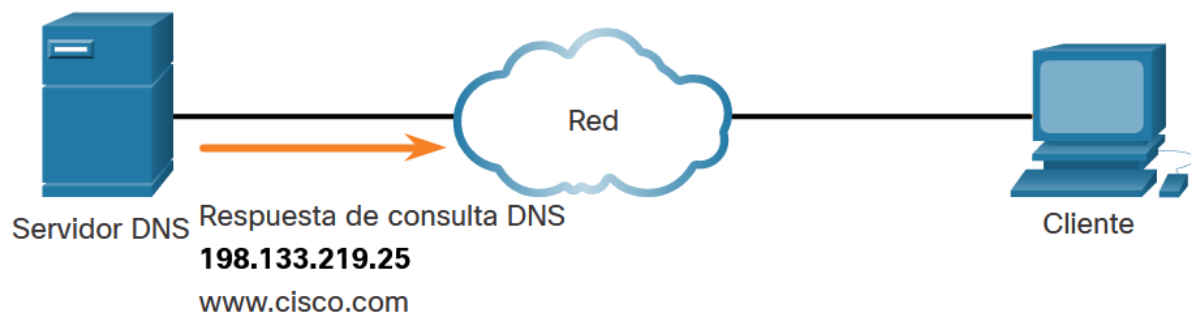 Red
Servidor DNS
Respuesta de consulta DNS
198.133.219.25
www.cisco.com
Cliente